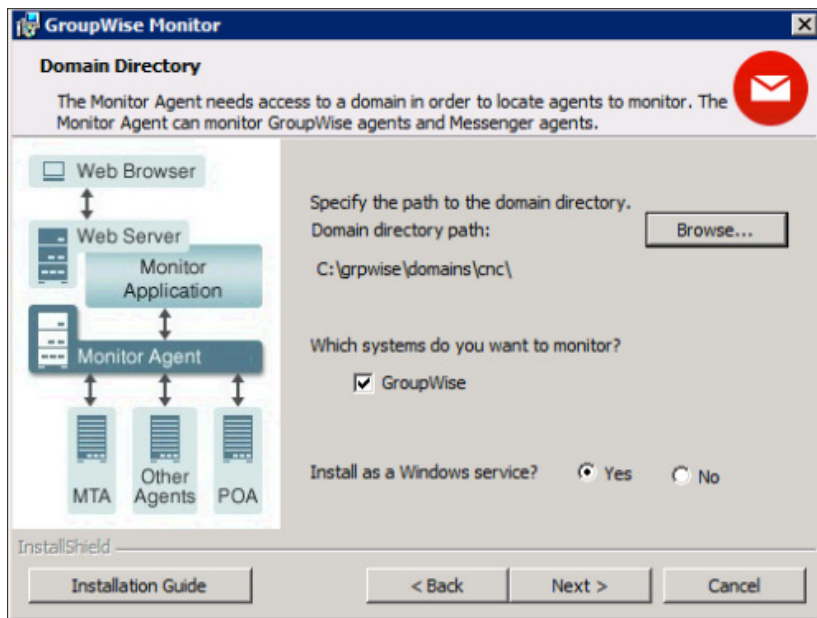 GroupWise Monitor
Domain Directory
The Monitor Agent needs access to a domain in order to locate agents to monitor. The
Monitor Agent can monitor GroupWise agents and Messenger agents.
Web Browser
Web Server
Monitor
Application
Monitor Agent
MTA
Other
Agents
POA
Specify the path to the domain directory.
Domain directory path:
Browse...
C:\grpwise\domains\cnc\
Which systems do you want to monitor?
GroupWise
Install as a Windows service? Yes No
InstallShield
Installation Guide
< Back
Next >
Cancel